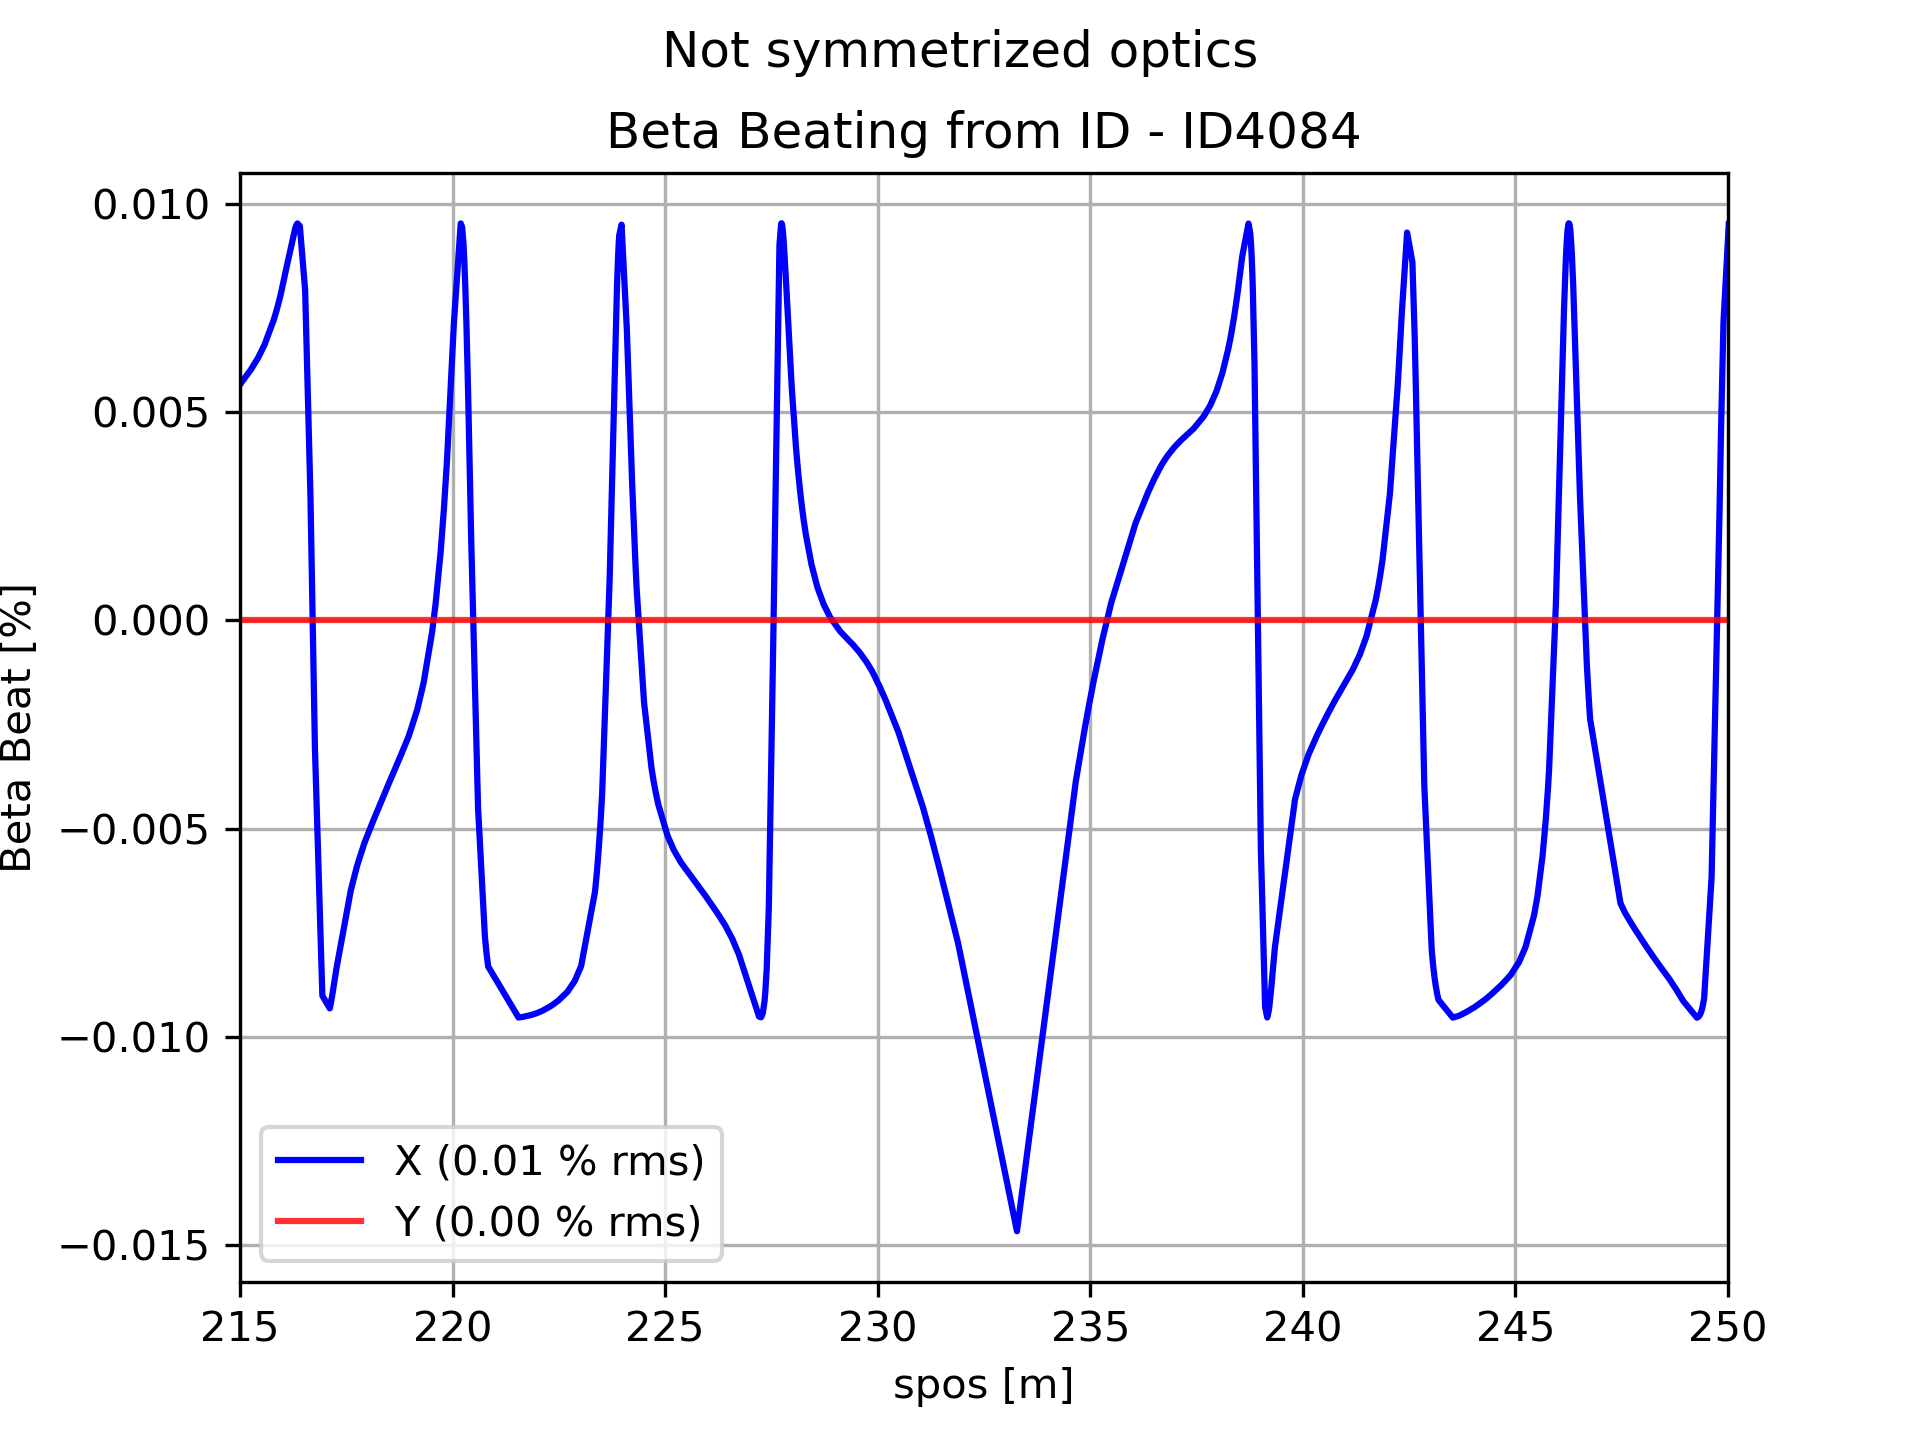 Not symmetrized optics
Beta Beating from ID - ID4084
Beta Beat [%]
0.010
0.005
0.000
−0.005
−0.010
−0.015
X (0.01 % rms)
Y (0.00 % rms)
215 220 225 230 235 240 245 250
spos [m]